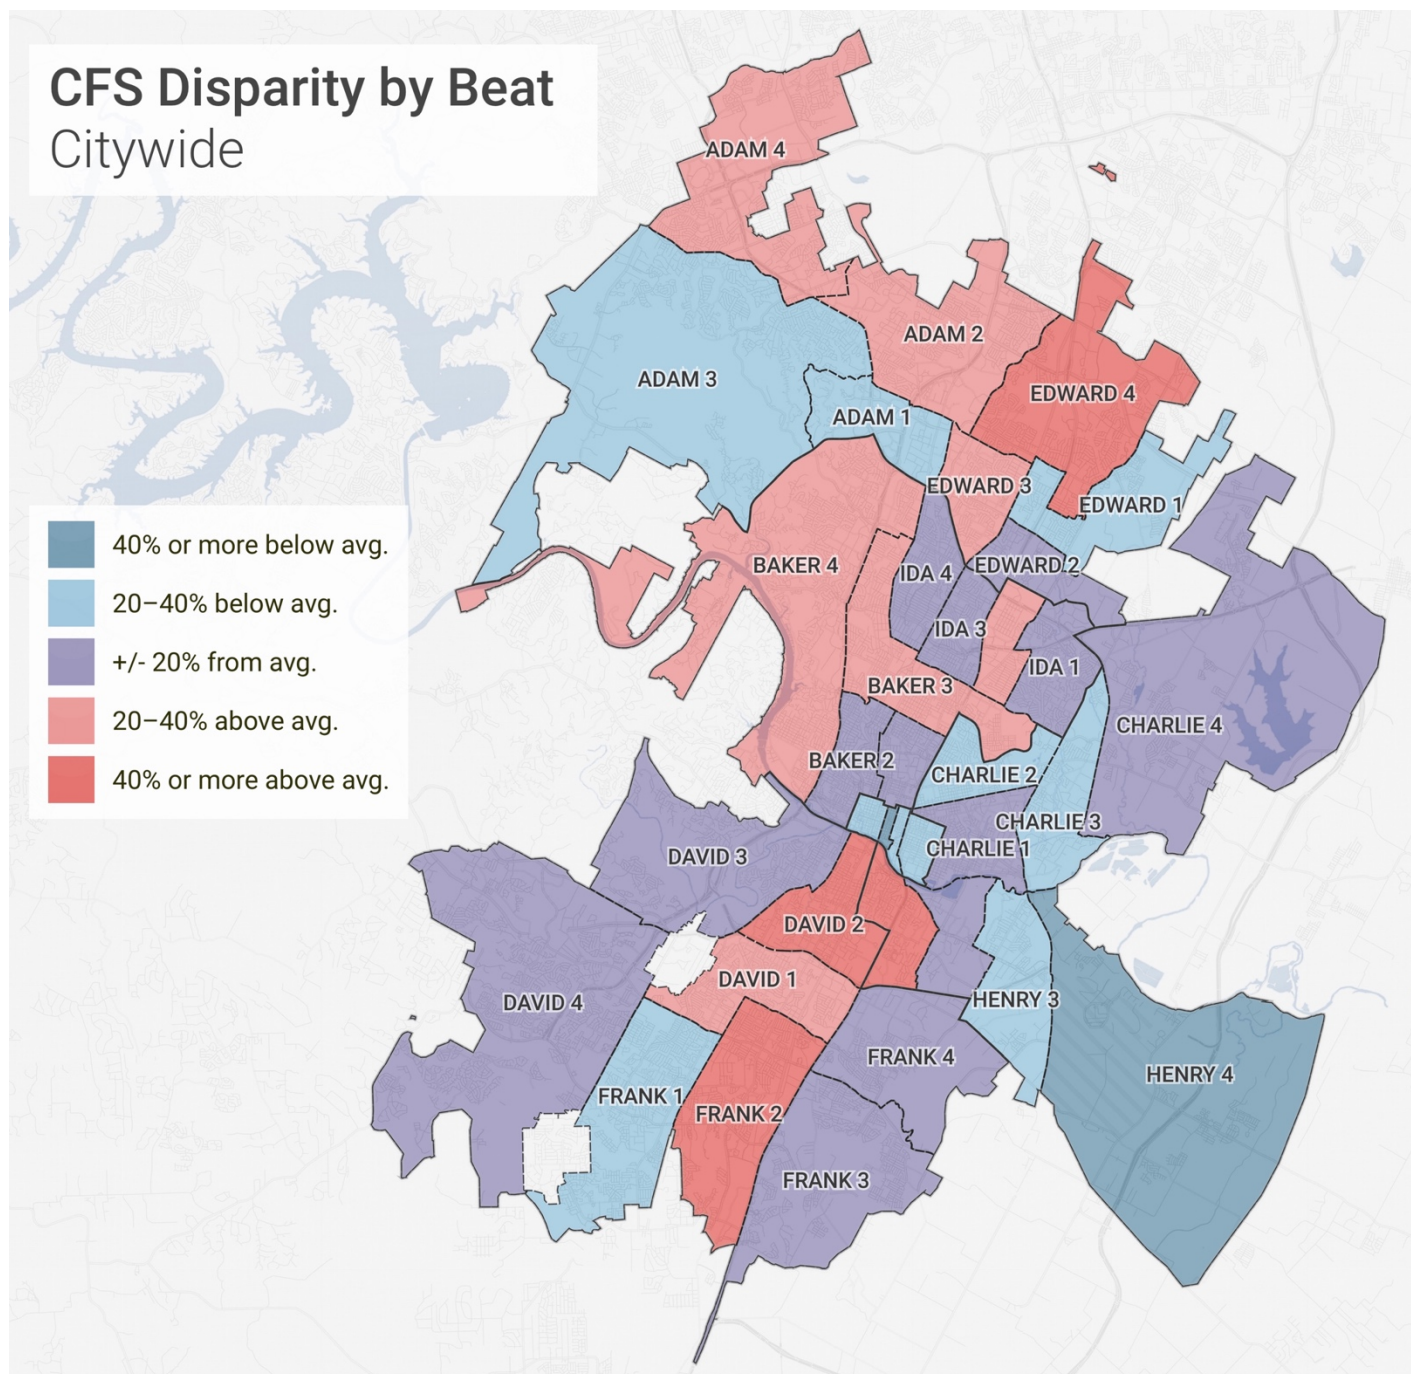 CFS Disparity by Beat
Citywide
ADAM 4
ADAM 2
ADAM 3
EDWARD 4
ADAM 1
EDWARD 3
EDWARD 1
40% or more below avg.
20–40% below avg.
+/- 20% from avg.
20–40% above avg.
40% or more above avg.
BAKER 4
IDA 4
EDWARD 2
IDA 3
IDA 1
BAKER 3
CHARLIE 4
BAKER 2
CHARLIE 2
CHARLIE 3
CHARLIE 1
DAVID 3
DAVID 2
DAVID 1
DAVID 4
HENRY 3
FRANK 4
HENRY 4
FRANK 1
FRANK 2
FRANK 3